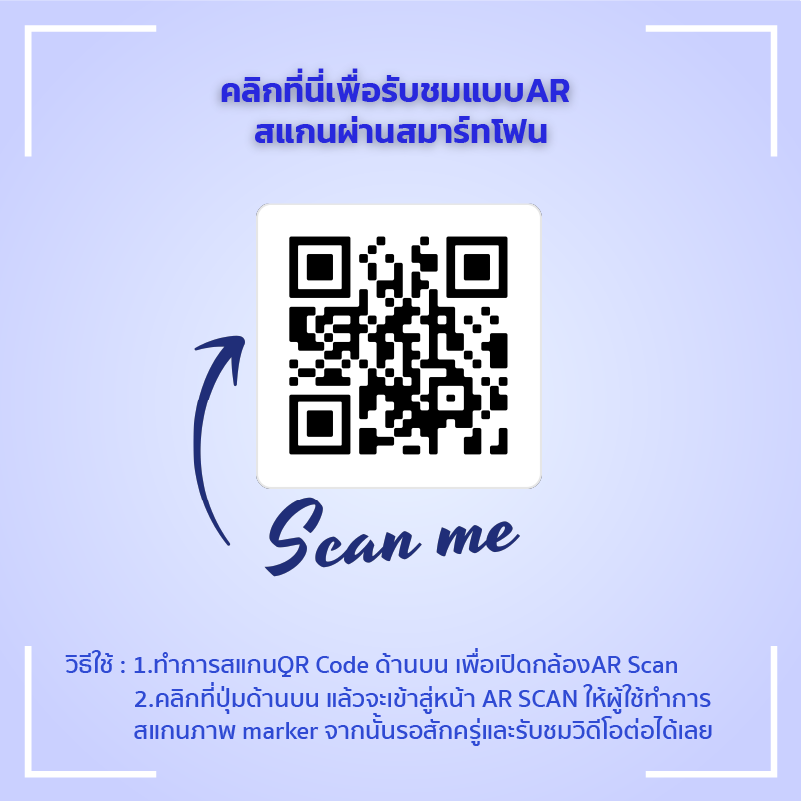 คลิกที่นี่เพื่อรับชมแบบAR
สแกนผ่านสมาร์ทโฟน
Scan me
วิธีใช้ : 1.ทำการสแกนQR Code ด้านบน เพื่อเปิดกล้องAR Scan
2.คลิกที่ปุ่มด้านบน แล้วจะเข้าสู่หน้า AR SCAN ให้ผู้ใช้ทำการ
สแกนภาพ marker จากนั้นรอสักครู่และรับชมวิดีโอต่อได้เลย